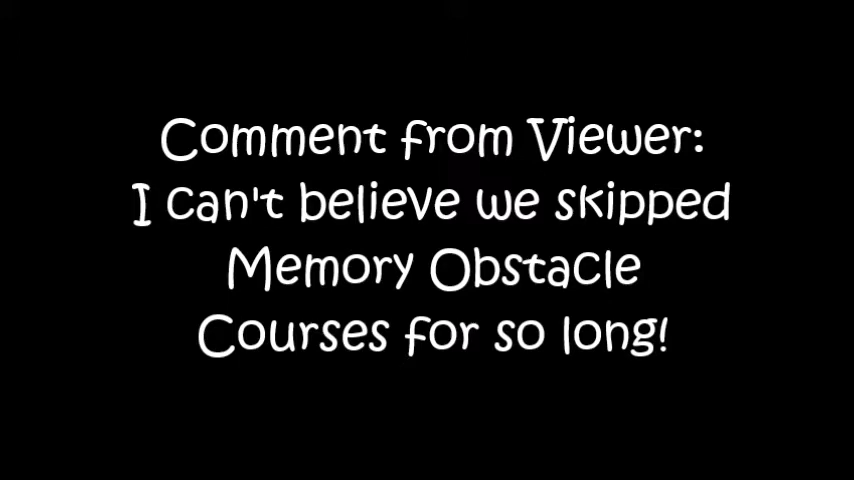 Comment from Viewer:
I can't believe we skipped
Memory Obstacle
Courses for so long!